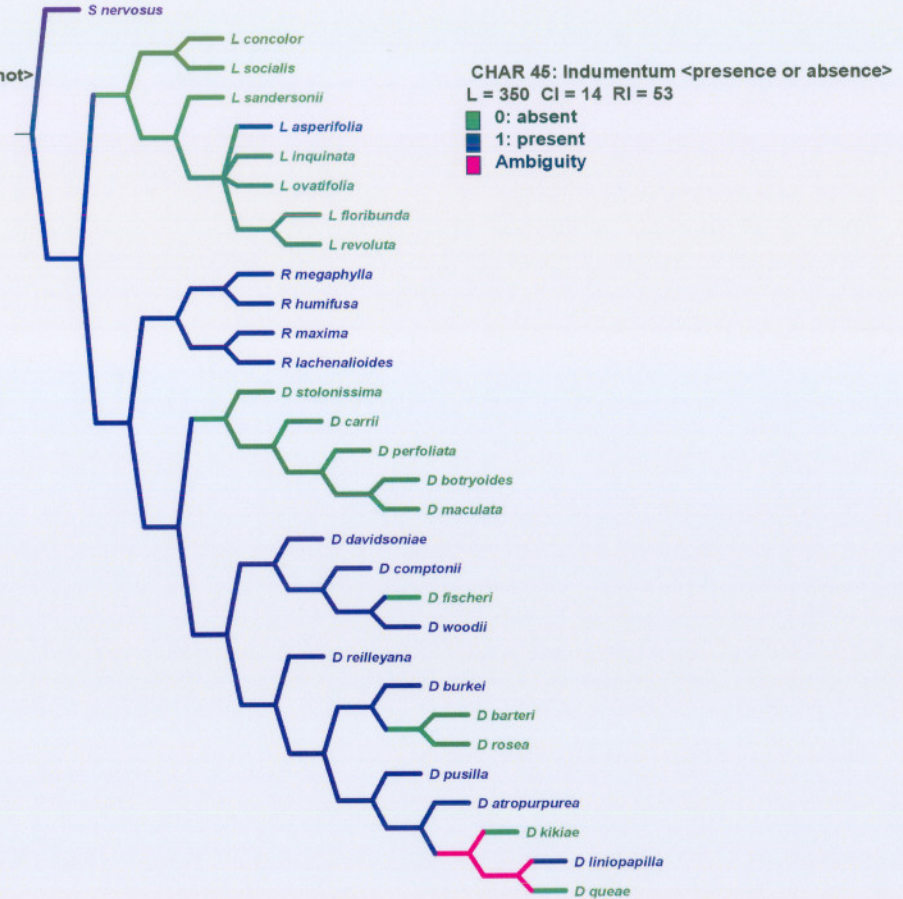 S nervosus
L concolor
not>
L socialis
CHAR 45: Indumentum <presence or absence>
L = 350 CI = 14 RI = 53
0: absent
1: present
Ambiguity
L sandersonii
L asperifolia
L inquinata
L ovatifolia
L floribunda
L revoluta
R megaphylla
R humifusa
R maxima
R lachenalioides
D stolonissima
D carrii
D perfoliata
D botryoides
D maculata
D davidsoniae
D comptonii
D fischeri
D woodii
D reilleyana
D burkei
D barteri
D rosea
D pusilla
D atropurpurea
D kikiae
D liniopapilla
D queae